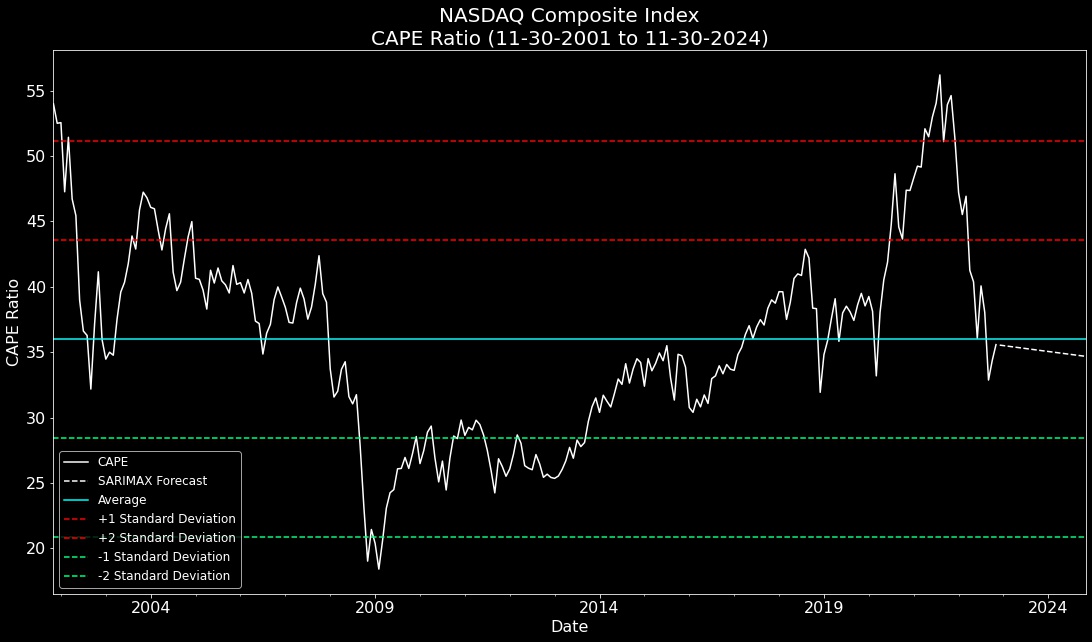 NASDAQ Composite Index
CAPE Ratio (11-30-2001 to 11-30-2024)
CAPE Ratio
55
50
45
40
35
30
25
20
CAPE
SARIMAX Forecast
Average
+1 Standard Deviation
+2 Standard Deviation
-1 Standard Deviation
-2 Standard Deviation
2004 2009 2014 2019 2024
Date